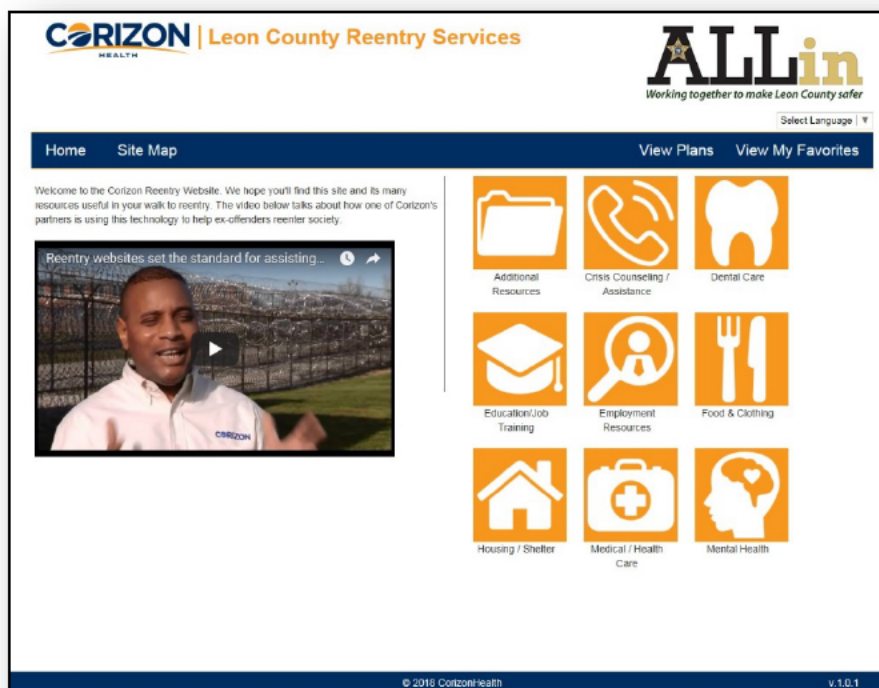 CORIZON
HEALTH
Leon County Reentry Services
ALLin
Working together to make Leon County safer
Select Language
Home Site Map View Plans View My Favorites
Welcome to the Corizon Reentry Website. We hope you'll find this site and its many
resources useful in your walk to reentry. The video below talks about how one of Corizon's
partners is using this technology to help ex-offenders reenter society.
Reentry websites set the standard for assisting...
CORIZON
Additional
Resources
Crisis Counseling /
Assistance
Dental Care
Education/Job
Training
Employment
Resources
Food & Clothing
Housing / Shelter
Medical / Health
Care
Mental Health
© 2018 CorizonHealth v.1.0.1